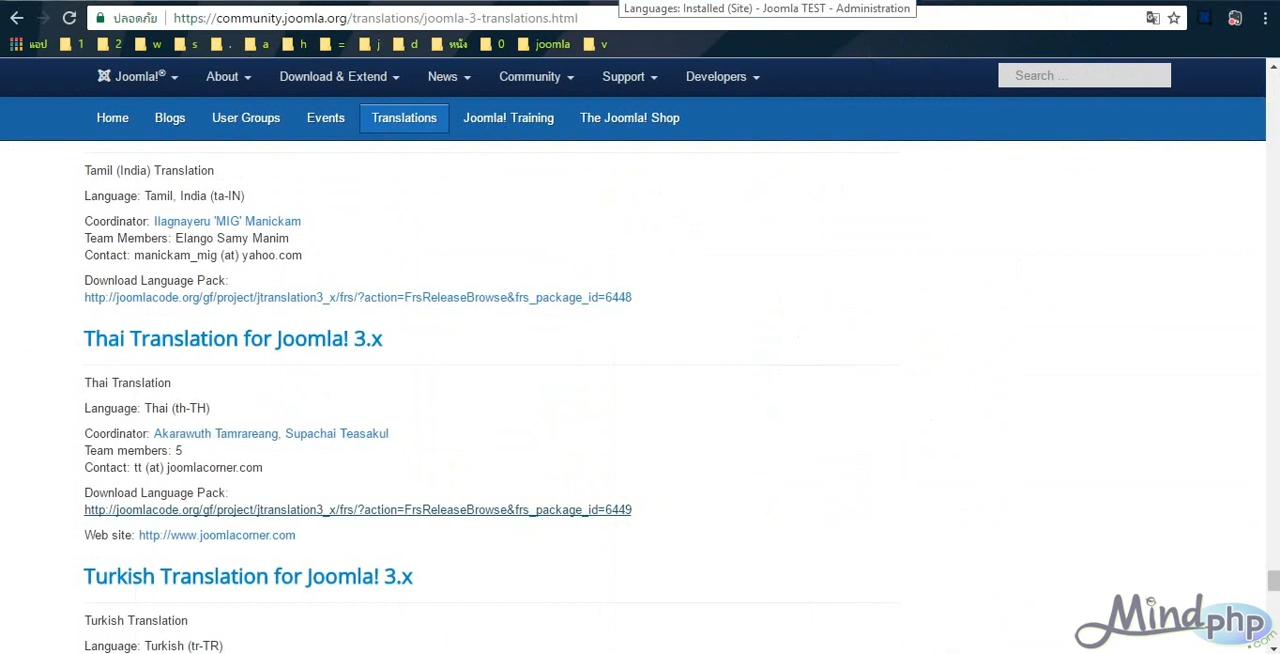 Languages: Installed (Site) - Joomla TEST - Administration
ปลอดภัย https://community.joomla.org/translations/joomla-3-translations.html
แอป 1 2 w s . a h = j d หนัง 0 joomla v
Joomla!® About Download & Extend News Community Support Developers Search ...
Home Blogs User Groups Events Translations Joomla! Training The Joomla! Shop
Tamil (India) Translation
Language: Tamil, India (ta-IN)
Coordinator: Ilagnayeru 'MIG' Manickam
Team Members: Elango Samy Manim
Contact: manickam_mig (at) yahoo.com
Download Language Pack:
http://joomlacode.org/gf/project/jtranslation3_x/frs/?action=FrsReleaseBrowse&frs_package_id=6448
Thai Translation for Joomla! 3.x
Thai Translation
Language: Thai (th-TH)
Coordinator: Akarawuth Tamrareang, Supachai Teasakul
Team members: 5
Contact: tt (at) joomlacorner.com
Download Language Pack:
http://joomlacode.org/gf/project/jtranslation3_x/frs/?action=FrsReleaseBrowse&frs_package_id=6449
Web site: http://www.joomlacorner.com
Turkish Translation for Joomla! 3.x
Turkish Translation
Language: Turkish (tr-TR)
Mindphp.com